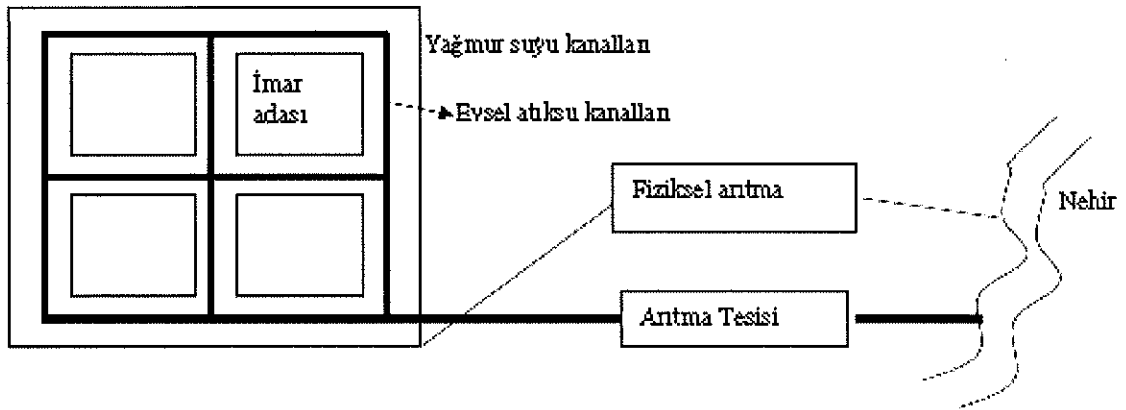 Yağmur suyu kanalları
İmar
adası
Evsel atıksu kanalları
Fiziksel arıtma
Nehir
Arıtma Tesisi